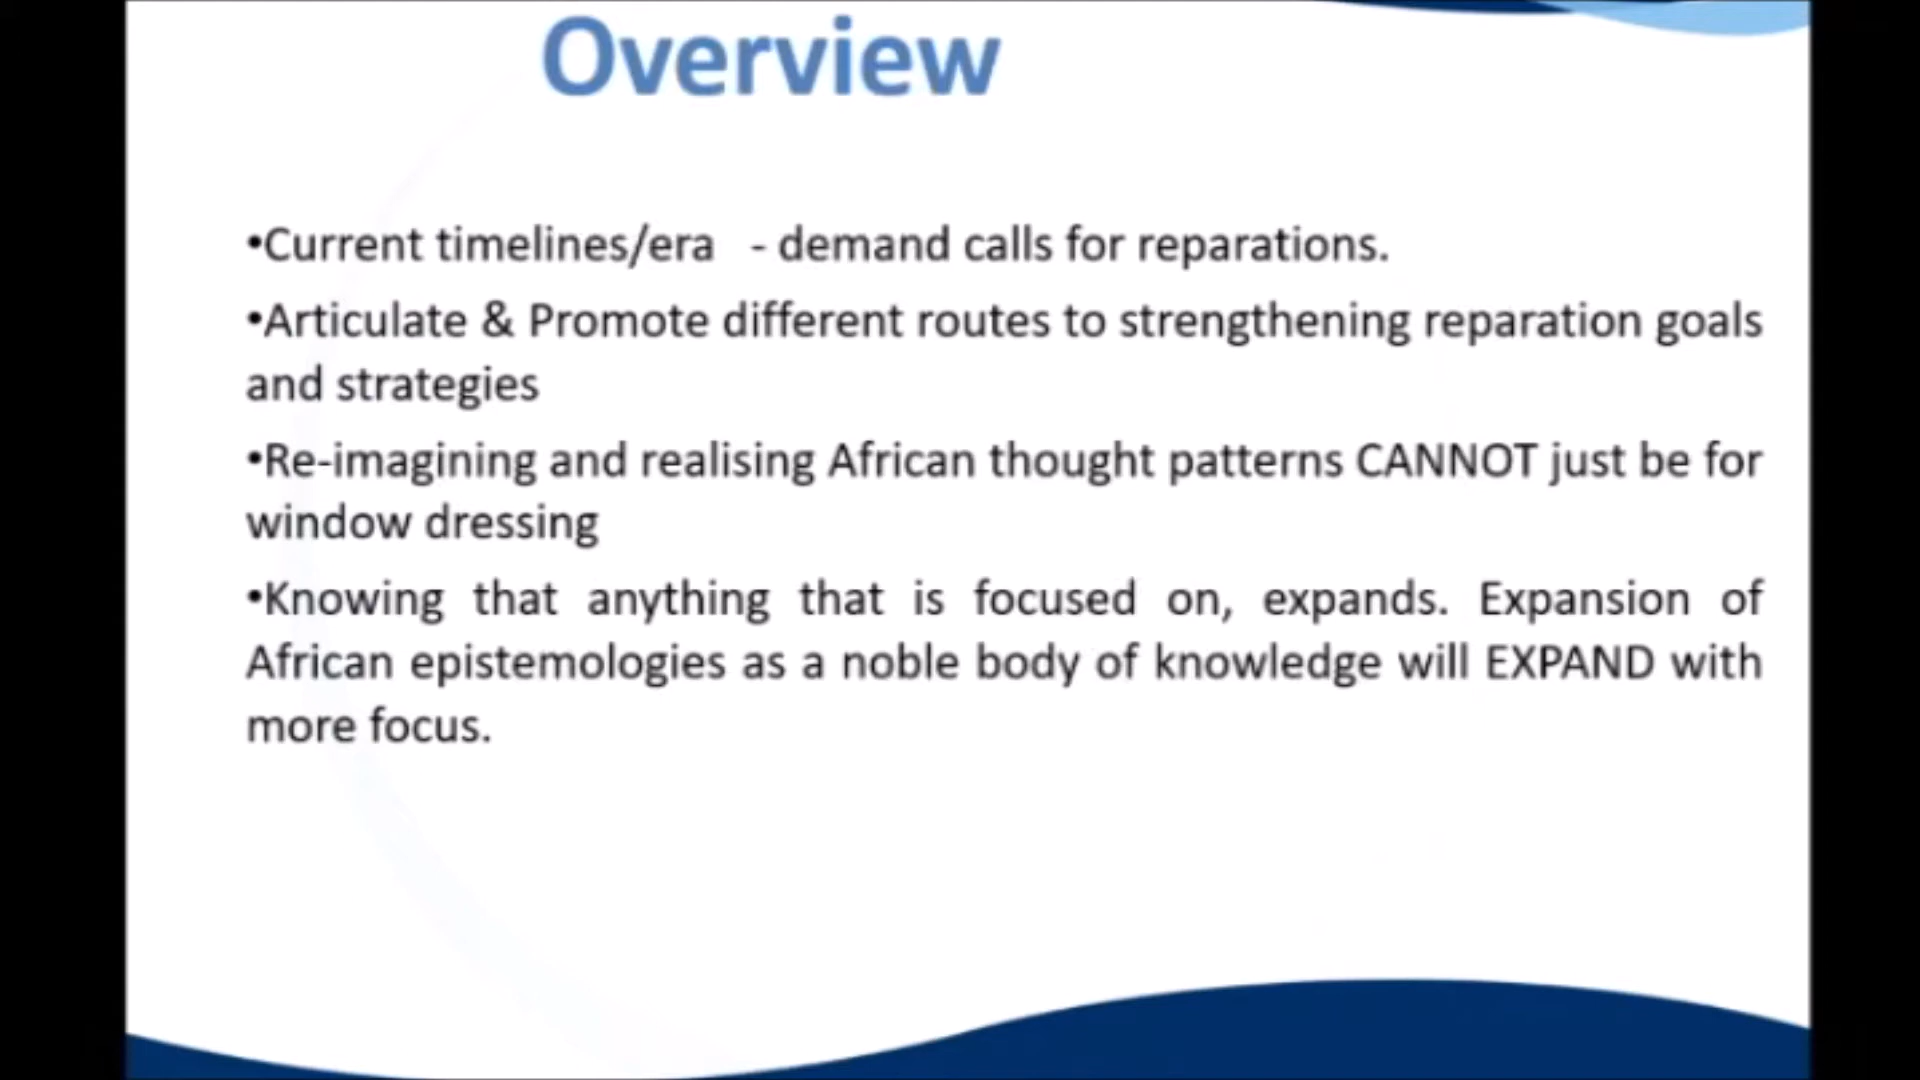 Overview
•Current timelines/era - demand calls for reparations.
•Articulate & Promote different routes to strengthening reparation goals
and strategies
•Re-imagining and realising African thought patterns CANNOT just be for
window dressing
•Knowing that anything that is focused on, expands. Expansion of
African epistemologies as a noble body of knowledge will EXPAND with
more focus.